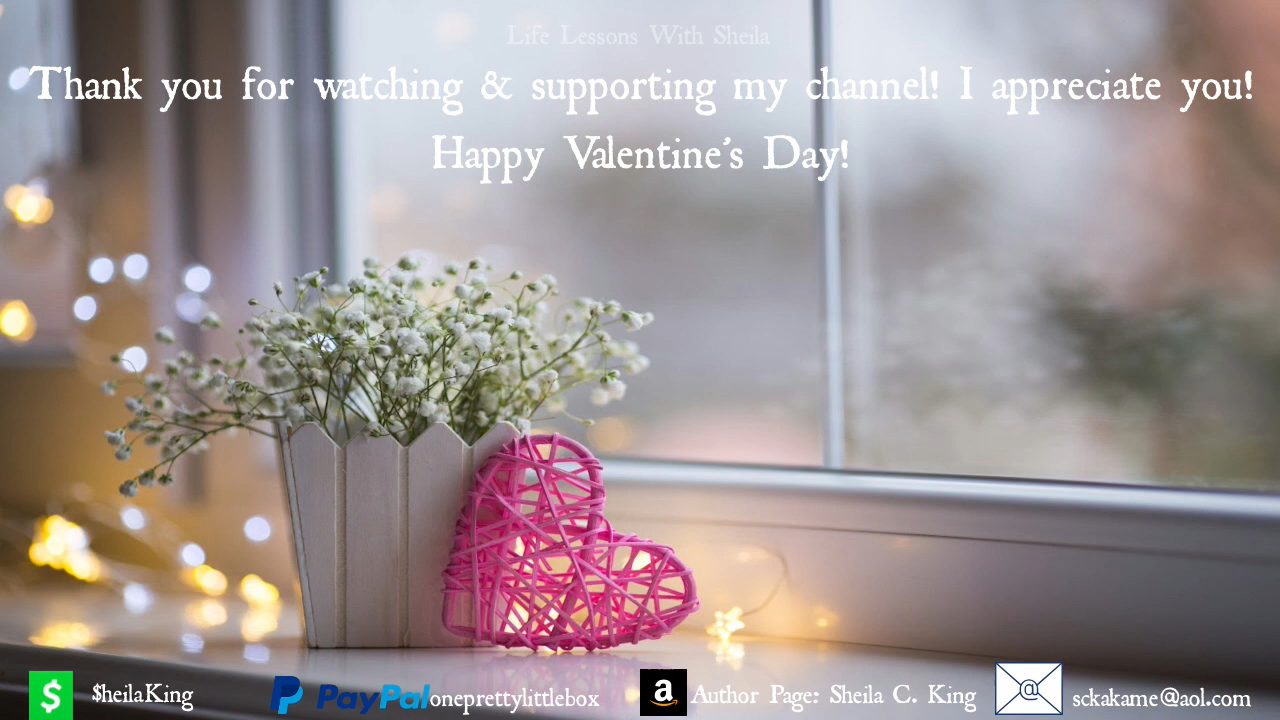 Life Lessons With Sheila
Thank you for watching & supporting my channel! I appreciate you!
Happy Valentine's Day!
$ $heilaKing PayPal oneprettylittlebox a Author Page: Sheila C. King @ sckakame@aol.com